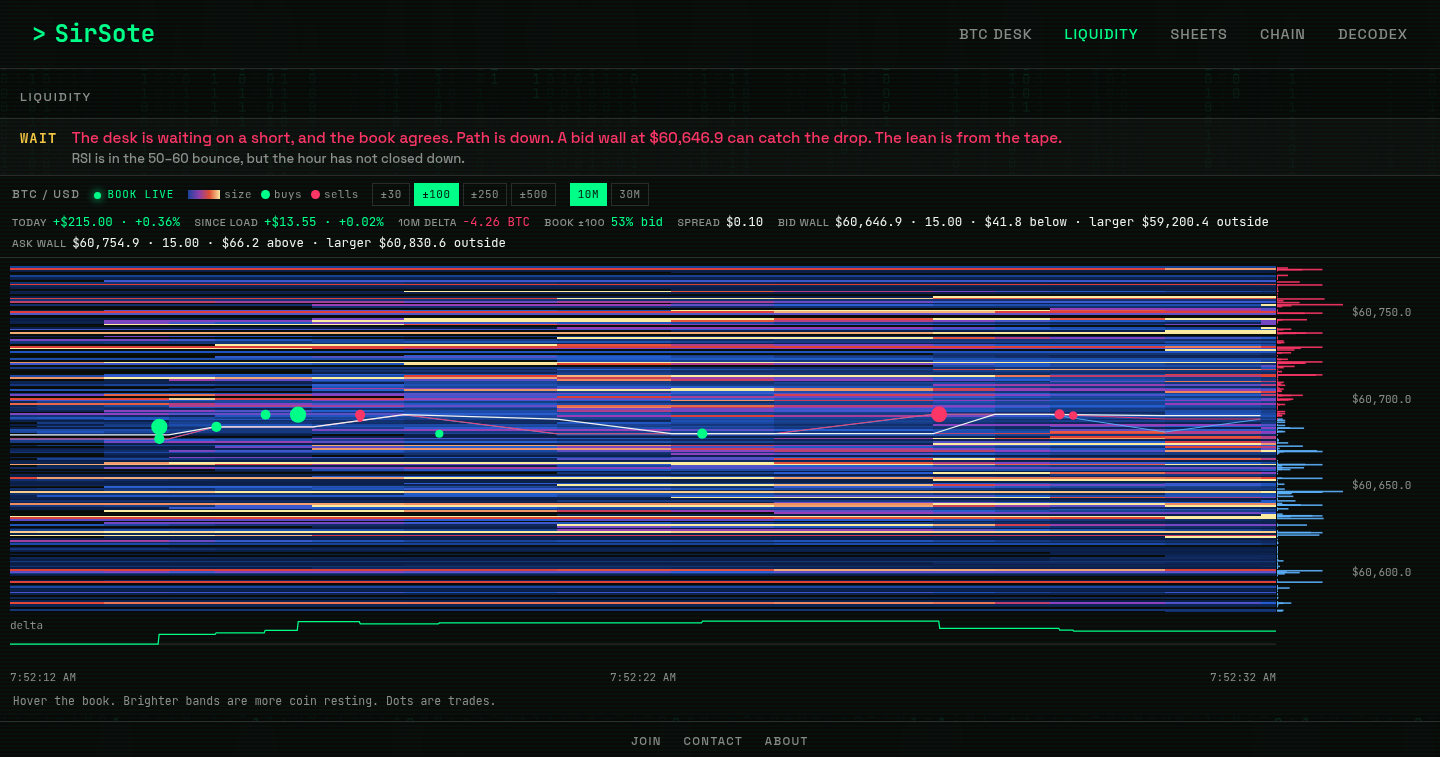 > SirSote
BTC DESK LIQUIDITY SHEETS CHAIN DECODEX
LIQUIDITY
WAIT The desk is waiting on a short, and the book agrees. Path is down. A bid wall at $60,646.9 can catch the drop. The lean is from the tape.
RSI is in the 50–60 bounce, but the hour has not closed down.
BTC / USD BOOK LIVE size buys sells ±30 ±100 ±250 ±500 10M 30M
TODAY +$215.00 · +0.36% SINCE LOAD +$13.55 · +0.02% 10M DELTA -4.26 BTC BOOK ±100 53% bid SPREAD $0.10 BID WALL $60,646.9 · 15.00 · $41.8 below · larger $59,200.4 outside
ASK WALL $60,754.9 · 15.00 · $66.2 above · larger $60,830.6 outside
$60,750.0
$60,700.0
$60,650.0
$60,600.0
delta
7:52:12 AM 7:52:22 AM 7:52:32 AM
Hover the book. Brighter bands are more coin resting. Dots are trades.
JOIN CONTACT ABOUT